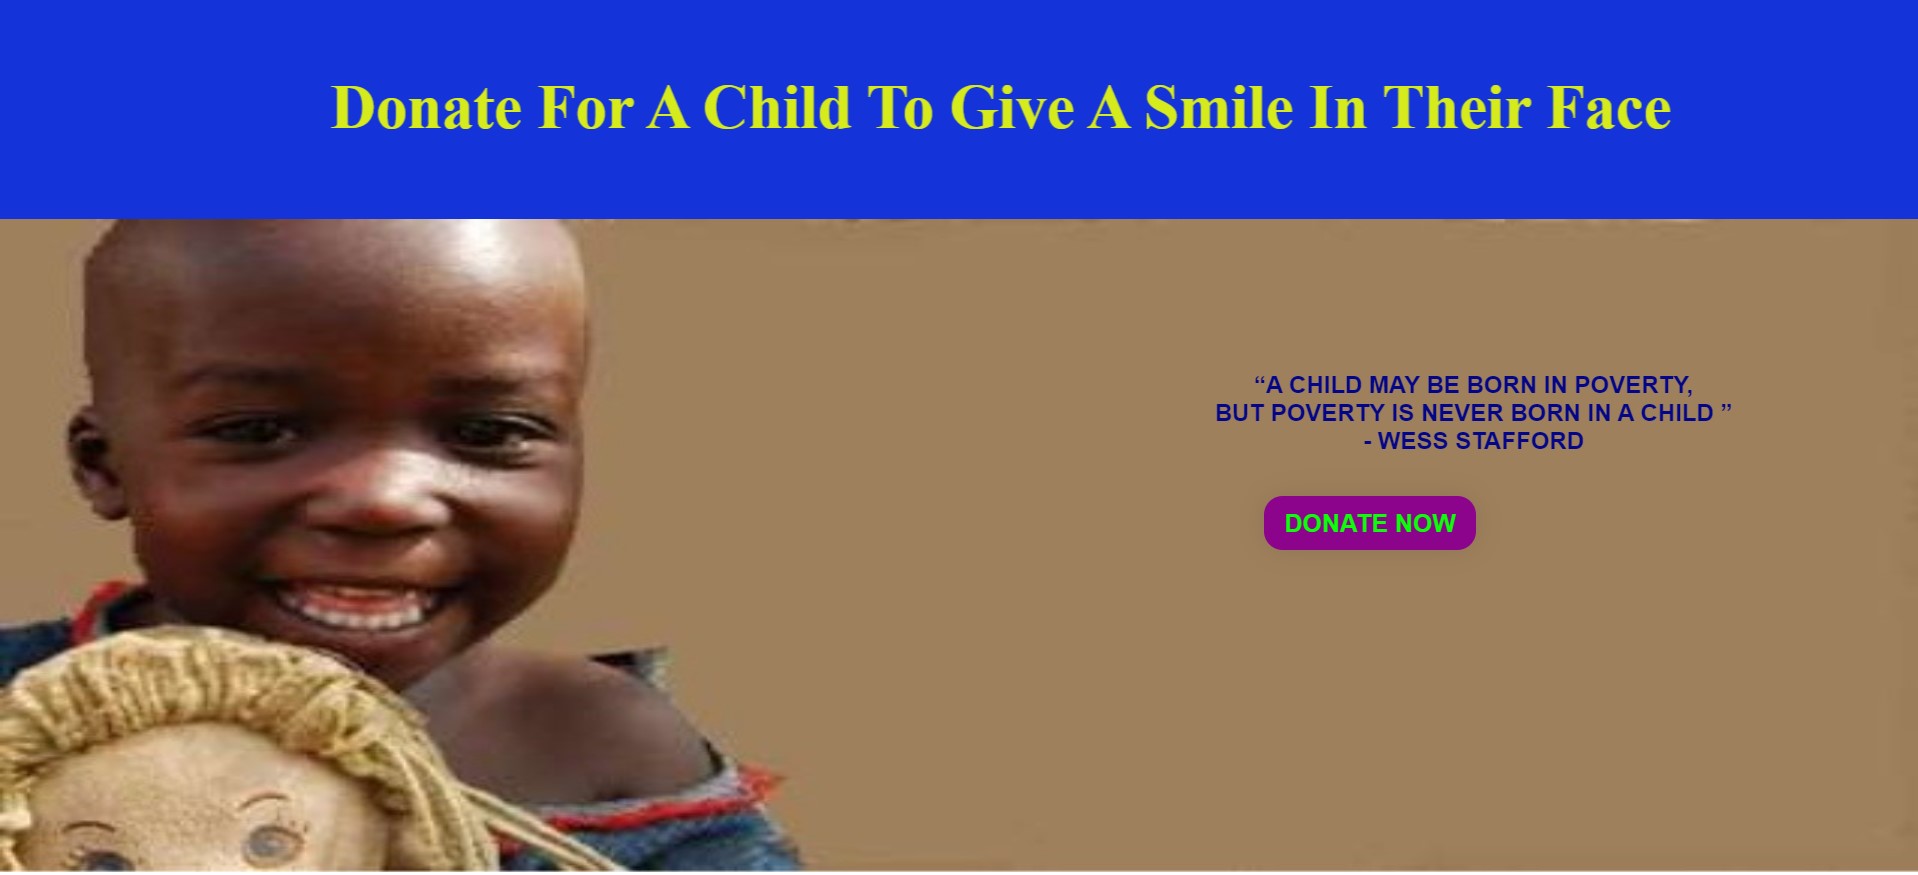 Donate For A Child To Give A Smile In Their Face
“A CHILD MAY BE BORN IN POVERTY,
BUT POVERTY IS NEVER BORN IN A CHILD ”
- WESS STAFFORD
DONATE NOW